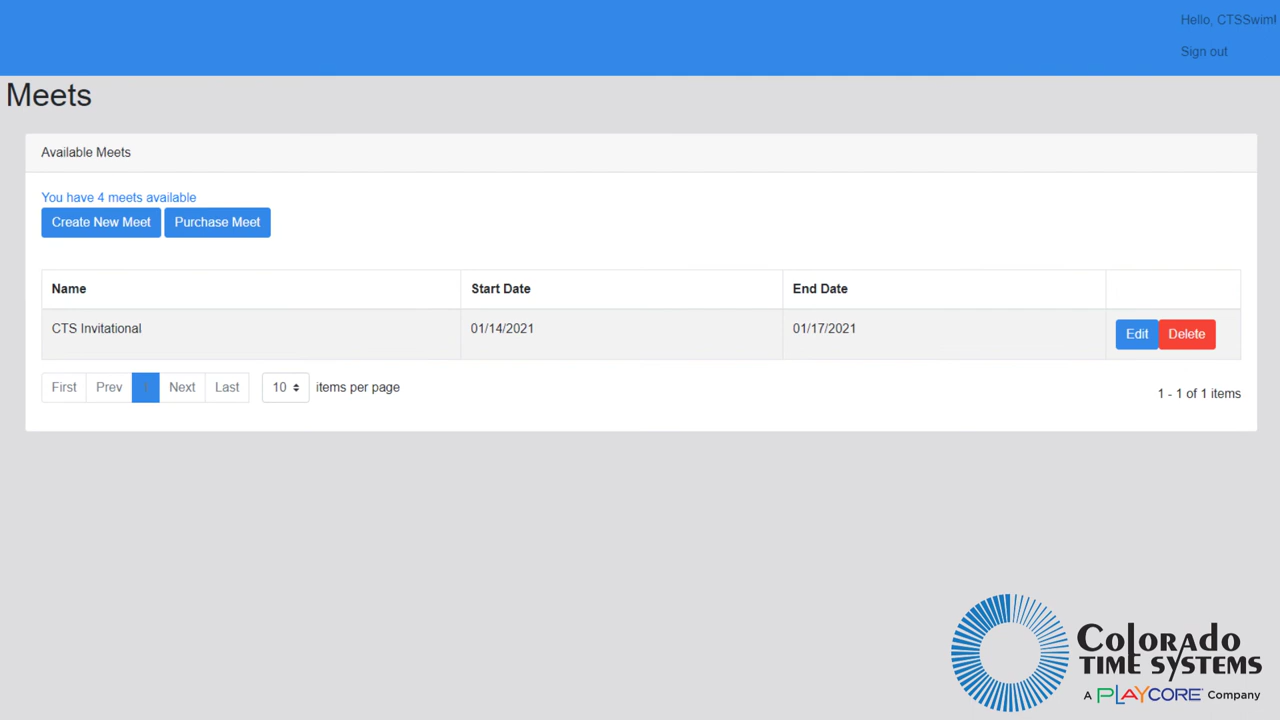 Hello, CTSSwim!
Sign out
Meets
Available Meets
You have 4 meets available
Create New Meet Purchase Meet
Name Start Date End Date
CTS Invitational 01/14/2021 01/17/2021 Edit Delete
First Prev 1 Next Last 10 items per page
1 - 1 of 1 items
Colorado
TIME SYSTEMS
A PLAYCORE Company